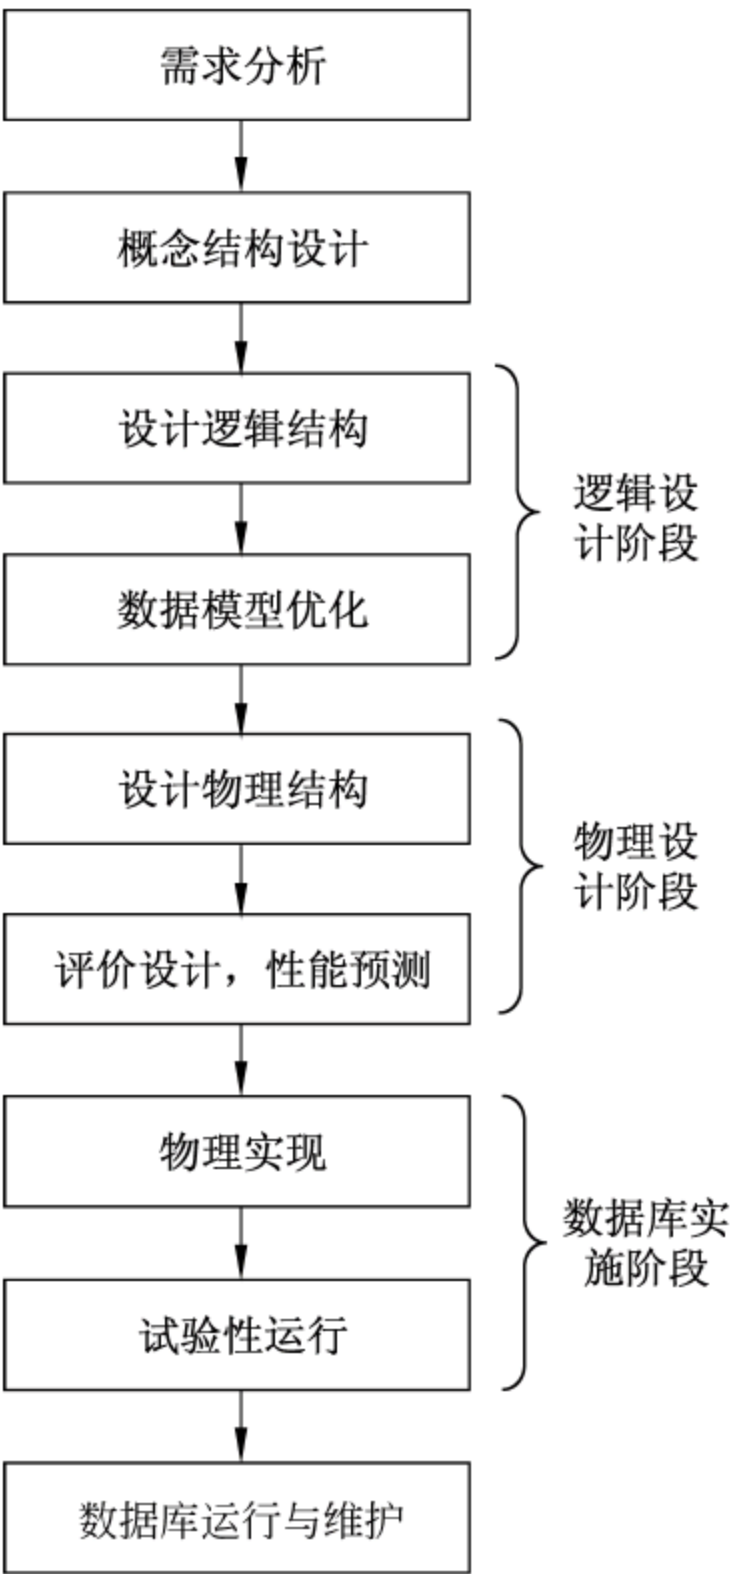 需求分析
概念结构设计
设计逻辑结构
逻辑设
计阶段
数据模型优化
设计物理结构
物理设
计阶段
评价设计，性能预测
物理实现
数据库实
施阶段
试验性运行
数据库运行与维护